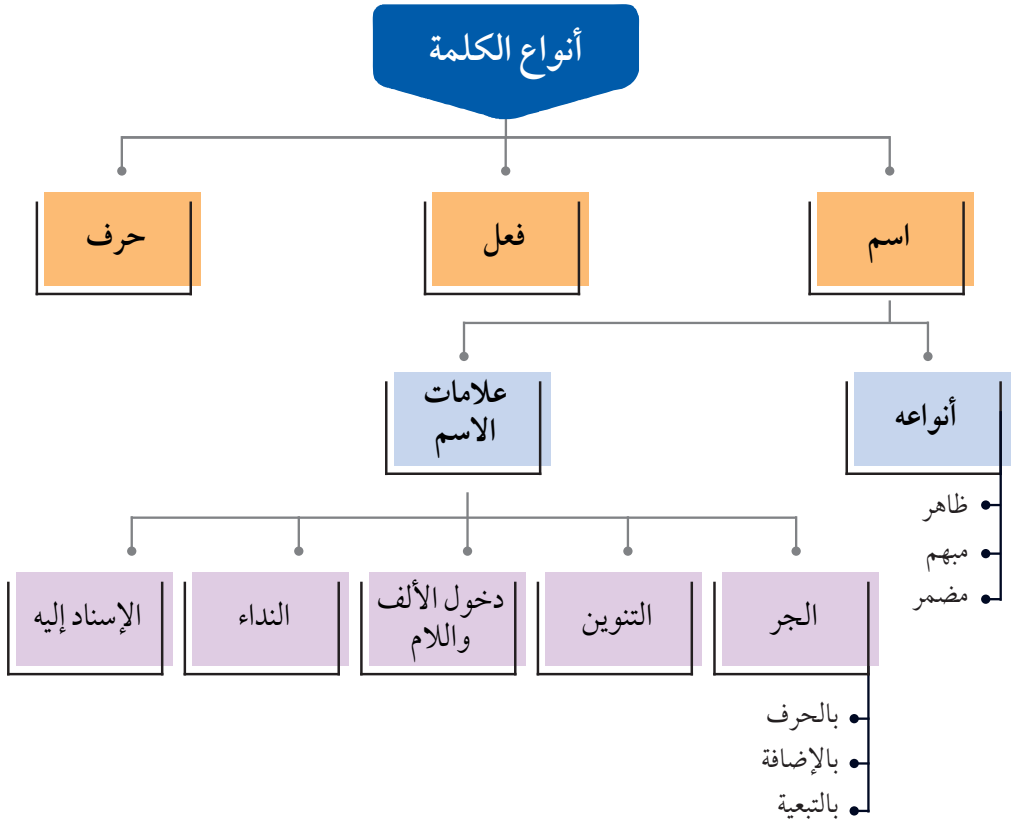 أنواع الكلمة
اسم
فعل
حرف
أنواعه
علامات
الاسم
ظاهر
مبهم
مضمر
الجر
التنوين
دخول الألف
واللام
النداء
الإسناد إليه
بالحرف
بالإضافة
بالتبعية